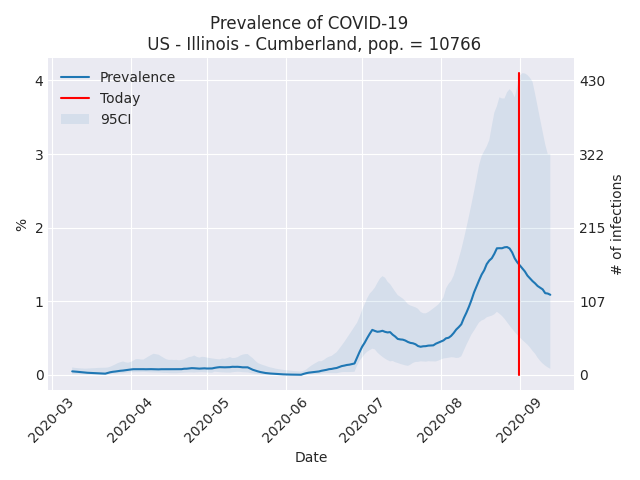 Prevalence of COVID-19
US - Illinois - Cumberland, pop. = 10766
Prevalence
Today
95CI
4
3
2
1
0
%
430
322
215
107
0
# of infections
2020-03
2020-04
2020-05
2020-06
2020-07
2020-08
2020-09
Date